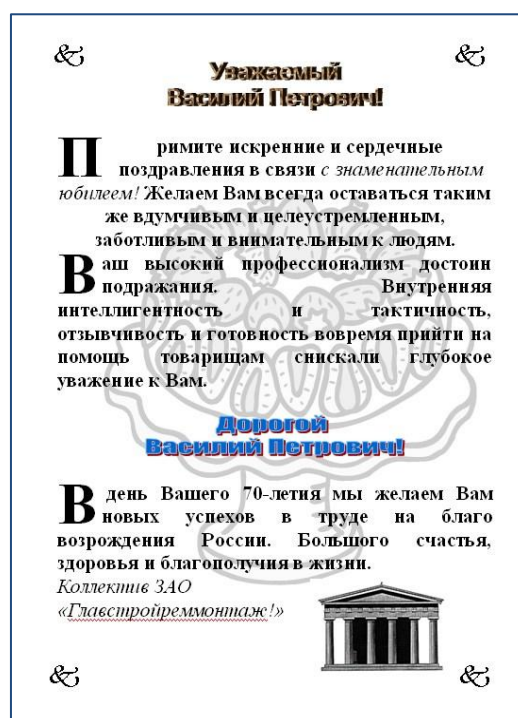 Уважаемый
Василий Петрович!
Примите искренние и сердечные
поздравления в связи с знаменательным
юбилеем! Желаем Вам всегда оставаться таким
же вдумчивым и целеустремленным,
заботливым и внимательным к людям.
Ваш высокий профессионализм достоин
подражания. Внутренняя
интеллигентность и тактичность,
отзывчивость и готовность вовремя прийти на
помощь товарищам снискали глубокое
уважение к Вам.
Дорогой
Василий Петрович!
В день Вашего 70-летия мы желаем Вам
новых успехов в труде на благо
возрождения России. Большого счастья,
здоровья и благополучия в жизни.
Коллектив ЗАО
«Главстройреммонтаж!»